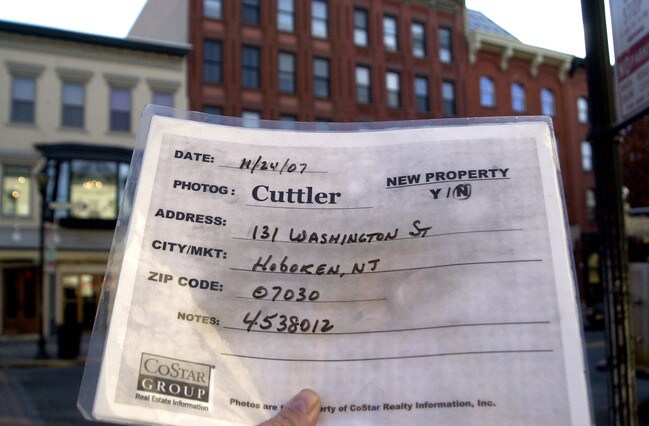 DATE: 11/24/07
PHOTOG: Cuttler
NEW PROPERTY
Y/N
ADDRESS: 131 WASHINGTON ST
CITY/MKT: HOBOKEN, NJ
ZIP CODE: 07030
NOTES: 4538012
COSTAR
GROUP
Real Estate Information
Photos are property of CoStar Realty Information, Inc.